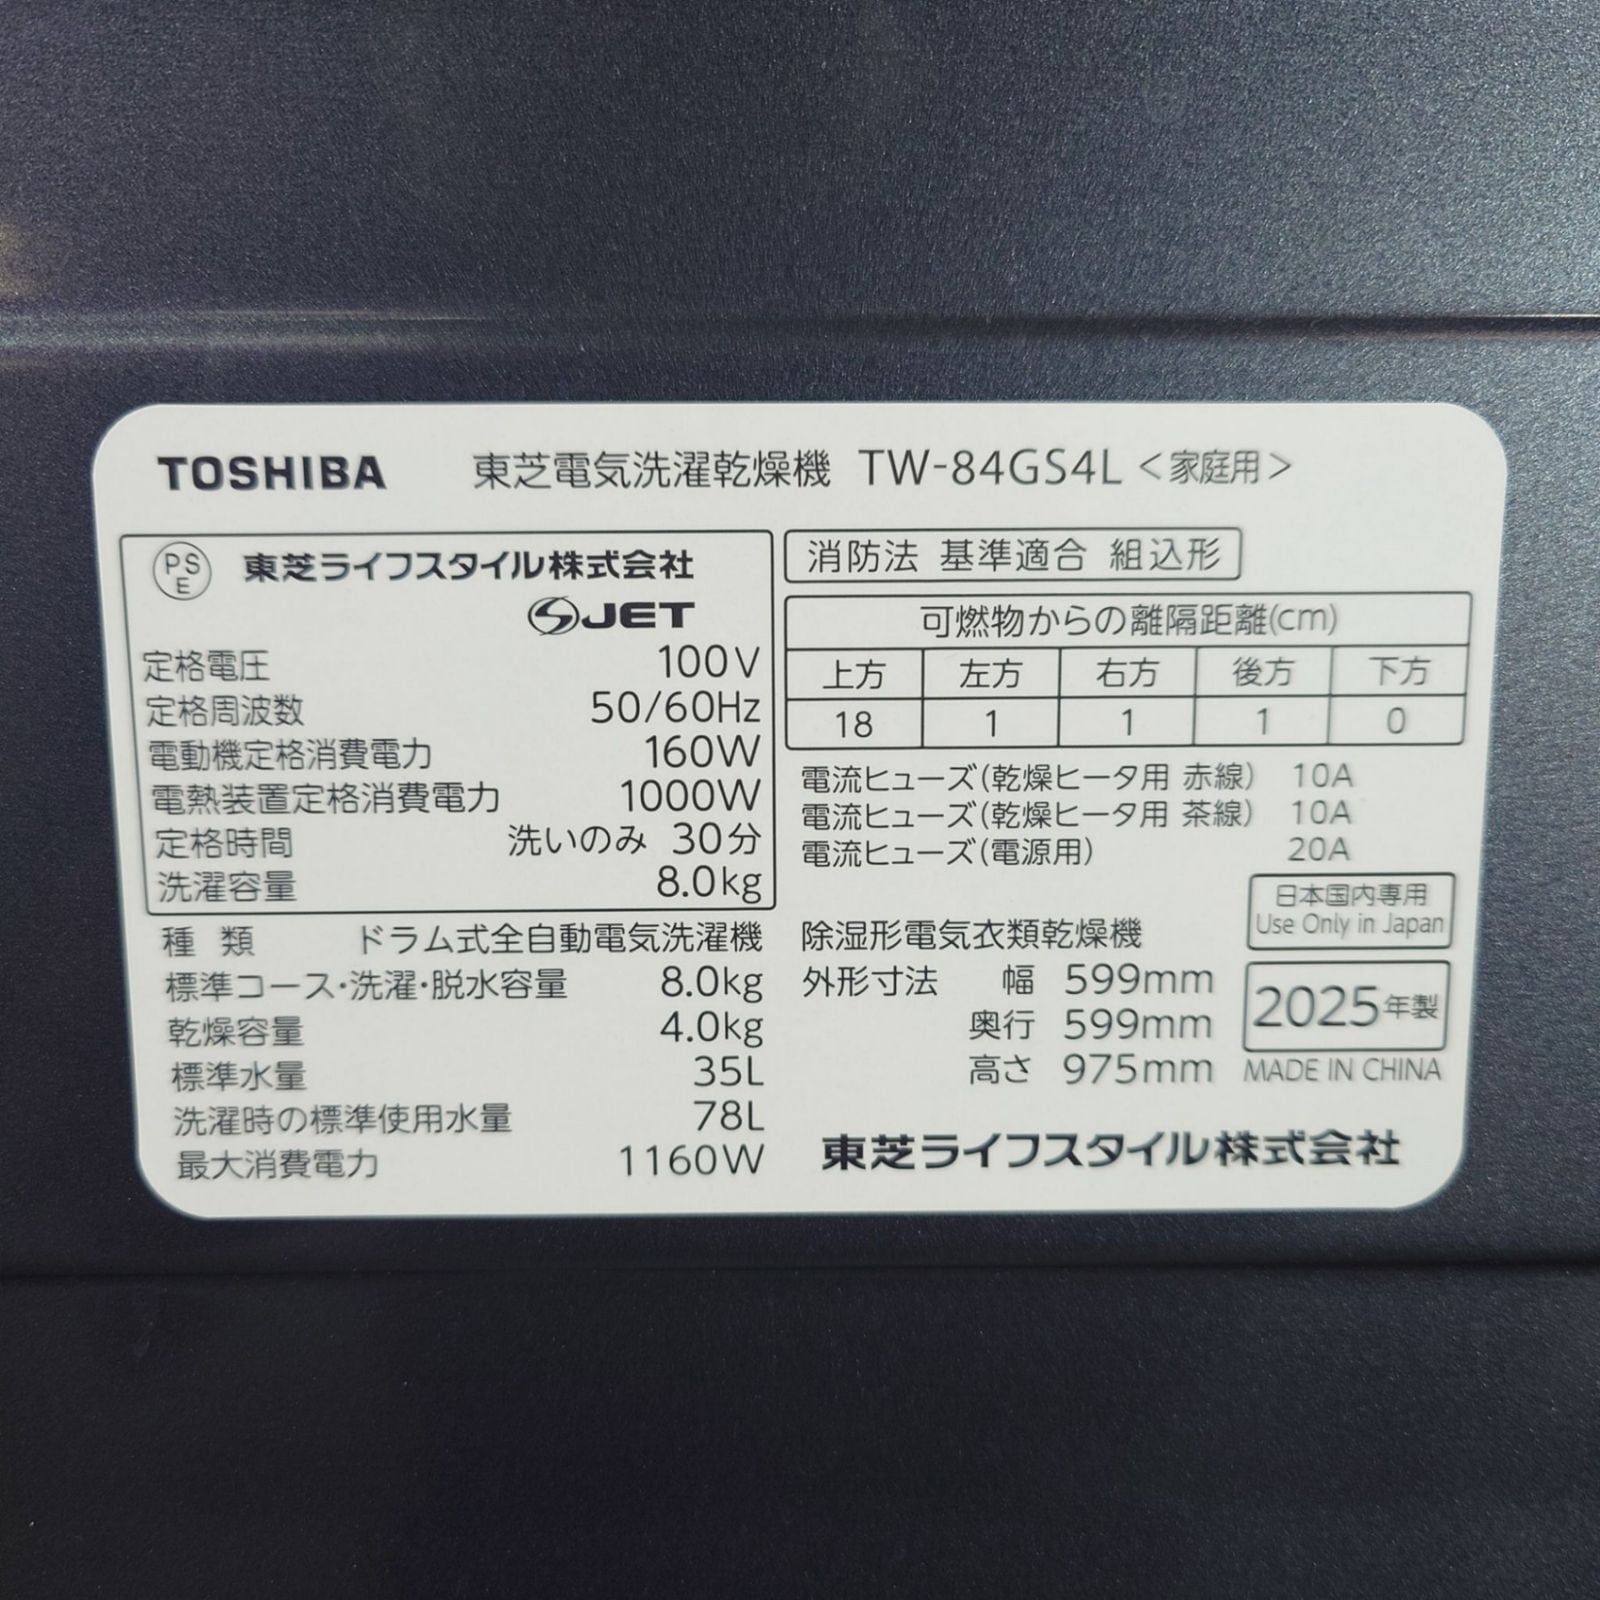 TOSHIBA 東芝電気洗濯乾燥機 TW-84GS4L <家庭用>
PSE 東芝ライフスタイル株式会社
S JET
定格電圧 100V
定格周波数 50/60Hz
電動機定格消費電力 160W
電熱装置定格消費電力 1000W
定格時間 洗いのみ 30分
洗濯容量 8.0kg
種 類 ドラム式全自動電気洗濯機
標準コース・洗濯・脱水容量 8.0kg
乾燥容量 4.0kg
標準水量 35L
洗濯時の標準使用水量 78L
最大消費電力 1160W
消防法 基準適合 組込形
可燃物からの離隔距離(cm)
上方 左方 右方 後方 下方
18 1 1 1 0
電流ヒューズ(乾燥ヒータ用 赤線) 10A
電流ヒューズ(乾燥ヒータ用 茶線) 10A
電流ヒューズ(電源用) 20A
日本国内専用
Use Only in Japan
除湿形電気衣類乾燥機
外形寸法 幅 599mm
奥行 599mm
高さ 975mm
2025年製
MADE IN CHINA
東芝ライフスタイル株式会社